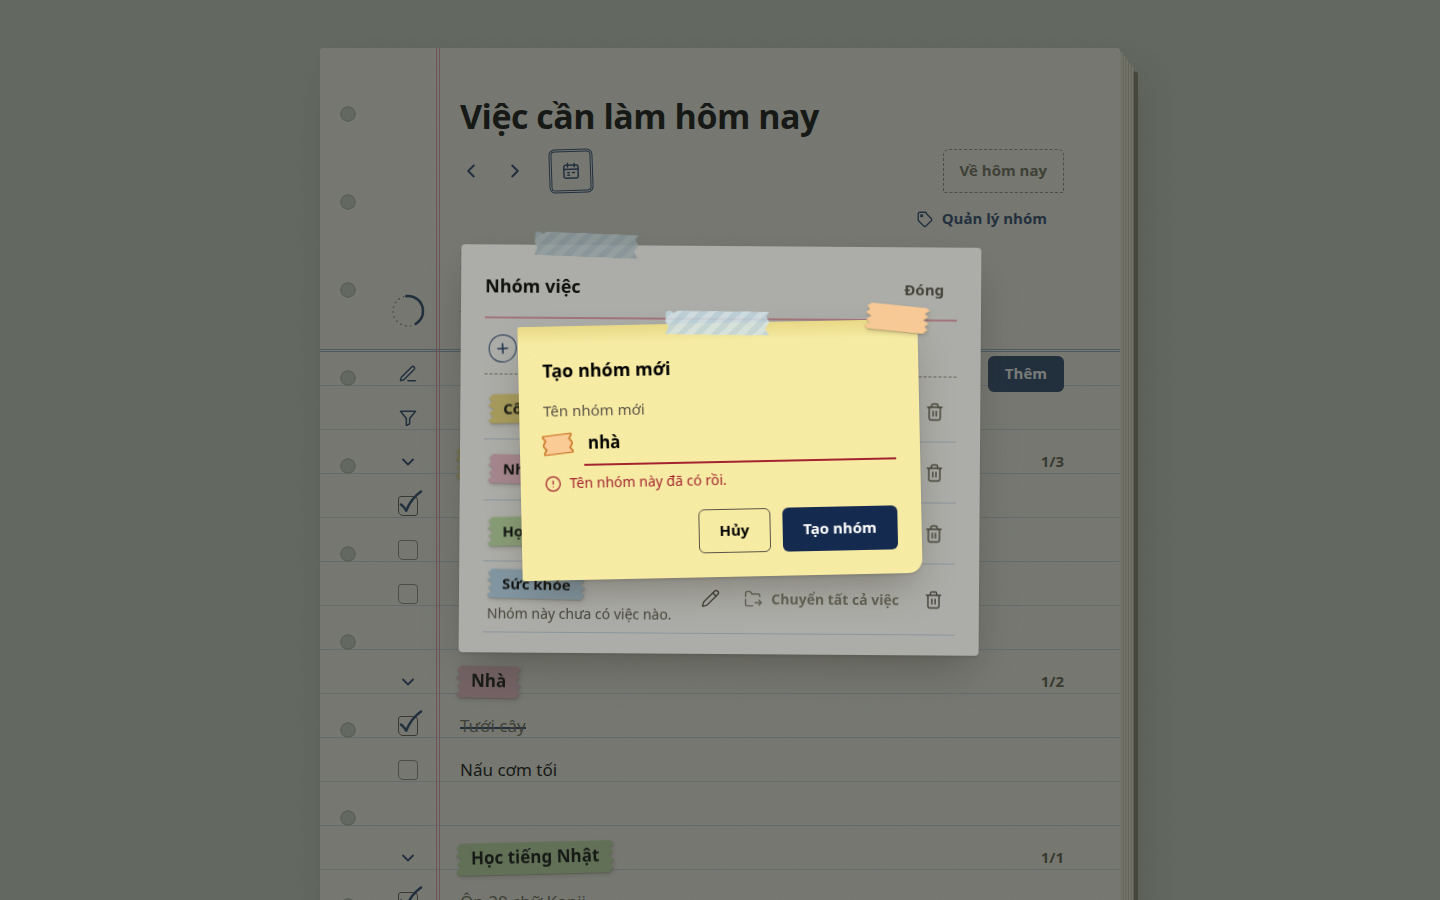 Việc cần làm hôm nay
Về hôm nay
Quản lý nhóm
Nhóm việc
Đóng
Thêm
Tạo nhóm mới
Tên nhóm mới
nhà
Tên nhóm này đã có rồi.
Hủy
Tạo nhóm
Sức khỏe
Nhóm này chưa có việc nào.
Chuyển tất cả việc
1/3
Nhà
1/2
Tưới cây
Nấu cơm tối
Học tiếng Nhật
1/1